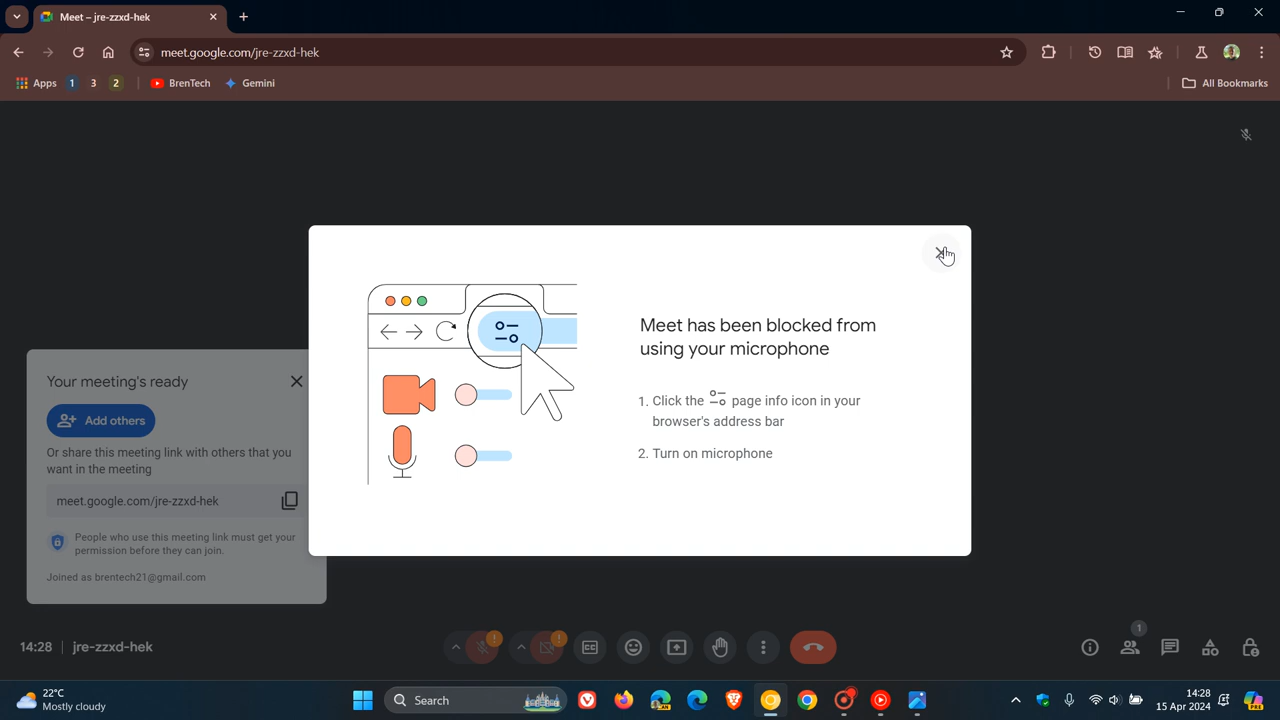 Meet – jre-zzxd-hek
meet.google.com/jre-zzxd-hek
Apps 1 3 2 BrenTech Gemini All Bookmarks
Meet has been blocked from
using your microphone
1. Click the page info icon in your
browser's address bar
2. Turn on microphone
Your meeting's ready
Add others
Or share this meeting link with others that you
want in the meeting
meet.google.com/jre-zzxd-hek
People who use this meeting link must get your
permission before they can join.
Joined as brentech21@gmail.com
14:28 | jre-zzxd-hek
CC
1
22°C
Mostly cloudy
Search
14:28
15 Apr 2024